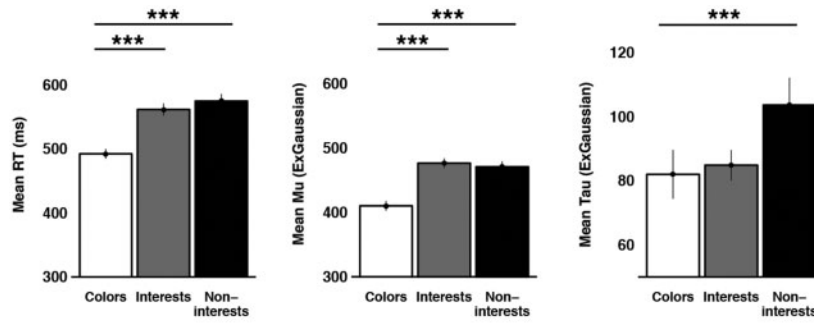 ***
***
Mean RT (ms)
600
500
400
300
Colors Interests Non–
interests
***
***
Mean Mu (ExGaussian)
600
500
400
300
Colors Interests Non–
interests
***
Mean Tau (ExGaussian)
120
100
80
60
Colors Interests Non–
interests